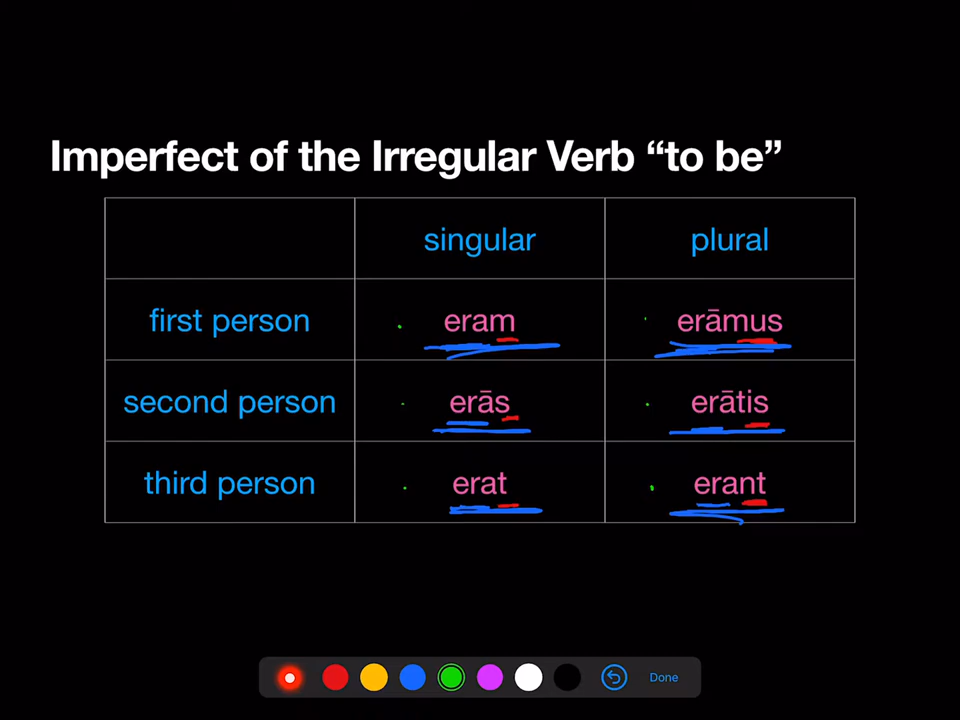 Imperfect of the Irregular Verb “to be”
singular plural
first person eram erāmus
second person erās erātis
third person erat erant
Done